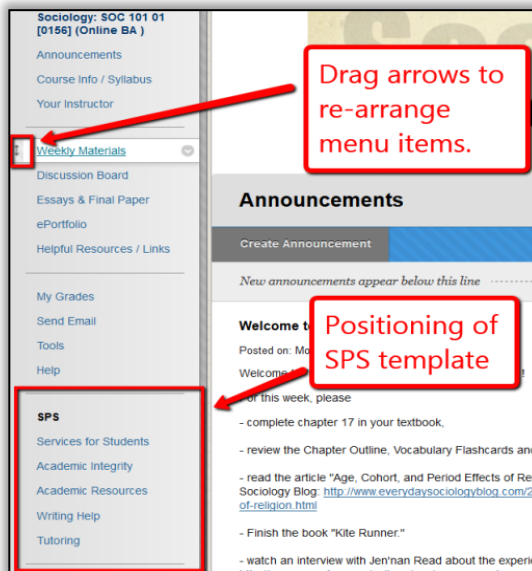 Sociology: SOC 101 01
[0156] (Online BA )
Announcements
Course Info / Syllabus
Your Instructor
Weekly Materials
Discussion Board
Essays & Final Paper
ePortfolio
Helpful Resources / Links
My Grades
Send Email
Tools
Help
SPS
Services for Students
Academic Integrity
Academic Resources
Writing Help
Tutoring
Drag arrows to
re-arrange
menu items.
Announcements
Create Announcement
New announcements appear below this line
Positioning of
SPS template
Welcome
Posted on:
Welcome
for this week, please
- complete chapter 17 in your textbook,
- review the Chapter Outline, Vocabulary Flashcards
- read the article "Age, Cohort, and Period Effects of
Sociology Blog: http://www.everydaysociologyblog.com/2
of-religion.html
- Finish the book "Kite Runner."
- watch an interview with Jen'nan Read about the